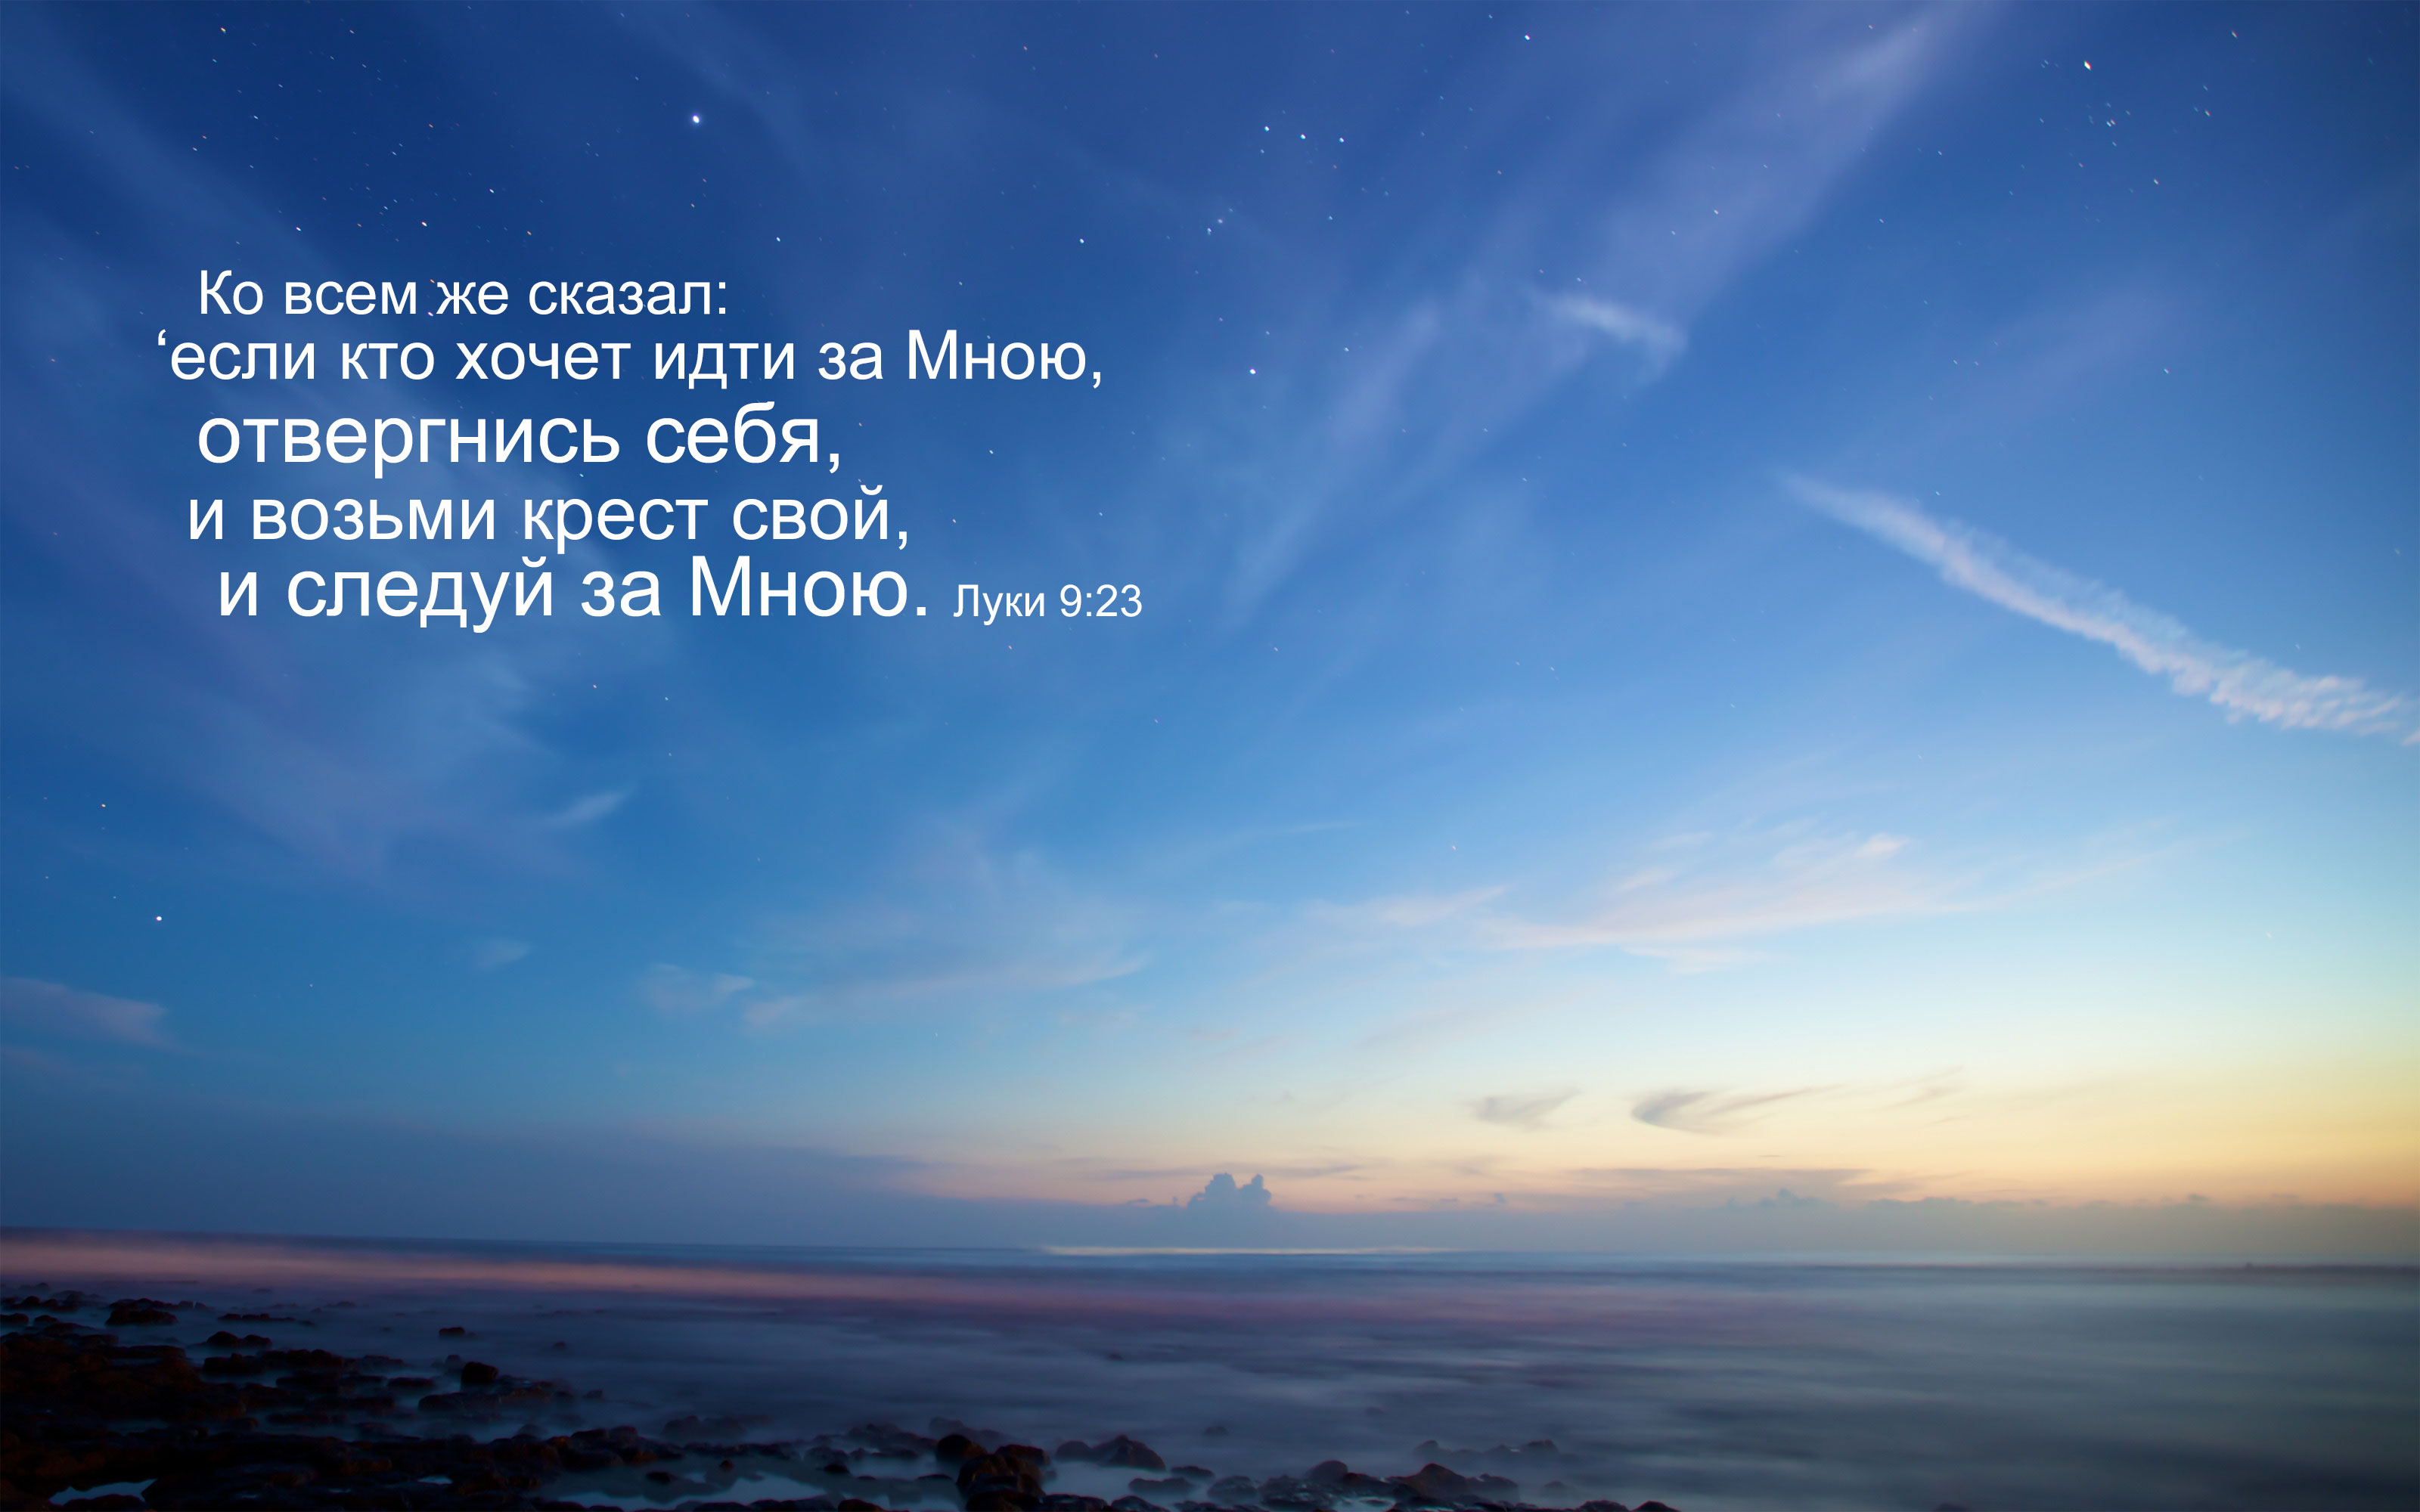 Ко всем же сказал:
‘если кто хочет идти за Мною,
отвергнись себя,
и возьми крест свой,
и следуй за Мною. Луки 9:23